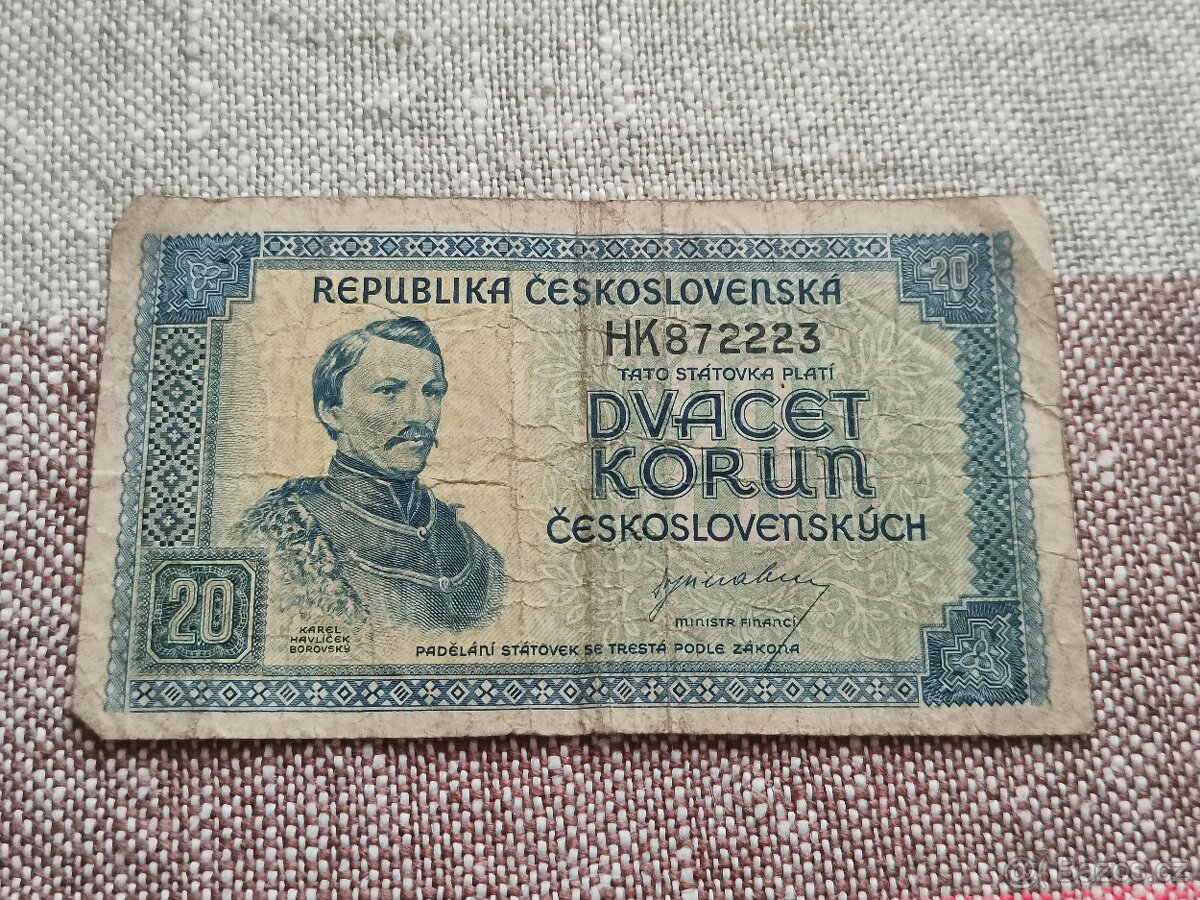 REPUBLIKA ČESKOSLOVENSKÁ
20
HK872223
TATO STÁTOVKA PLATÍ
DVACET
KORUN
ČESKOSLOVENSKÝCH
MINISTR FINANCÍ
20
KAREL
HAVLÍČEK
BOROVSKÝ
PADĚLÁNÍ STÁTOVEK SE TRESTÁ PODLE ZÁKONA
Bazos.cz